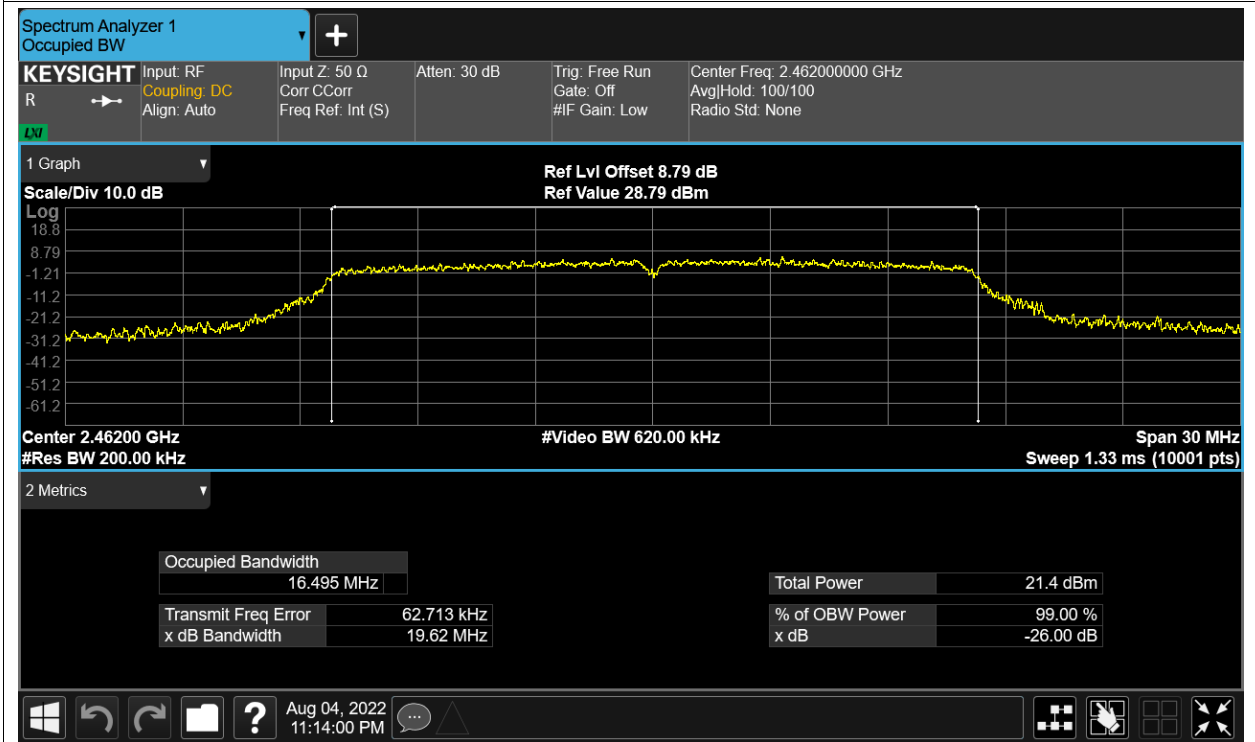 Spectrum Analyzer 1
Occupied BW
KEYSIGHT
R
LXI
Input: RF
Coupling: DC
Align: Auto
Input Z: 50 Ω
Corr CCorr
Freq Ref: Int (S)
Atten: 30 dB
Trig: Free Run
Gate: Off
#IF Gain: Low
Center Freq: 2.462000000 GHz
Avg|Hold: 100/100
Radio Std: None
1 Graph
Scale/Div 10.0 dB
Ref Lvl Offset 8.79 dB
Ref Value 28.79 dBm
Log
18.8
8.79
-1.21
-11.2
-21.2
-31.2
-41.2
-51.2
-61.2
Center 2.46200 GHz
#Video BW 620.00 kHz
Span 30 MHz
#Res BW 200.00 kHz
Sweep 1.33 ms (10001 pts)
2 Metrics
Occupied Bandwidth
16.495 MHz
Total Power 21.4 dBm
Transmit Freq Error 62.713 kHz
% of OBW Power 99.00 %
x dB Bandwidth 19.62 MHz
x dB -26.00 dB
?
Aug 04, 2022
11:14:00 PM